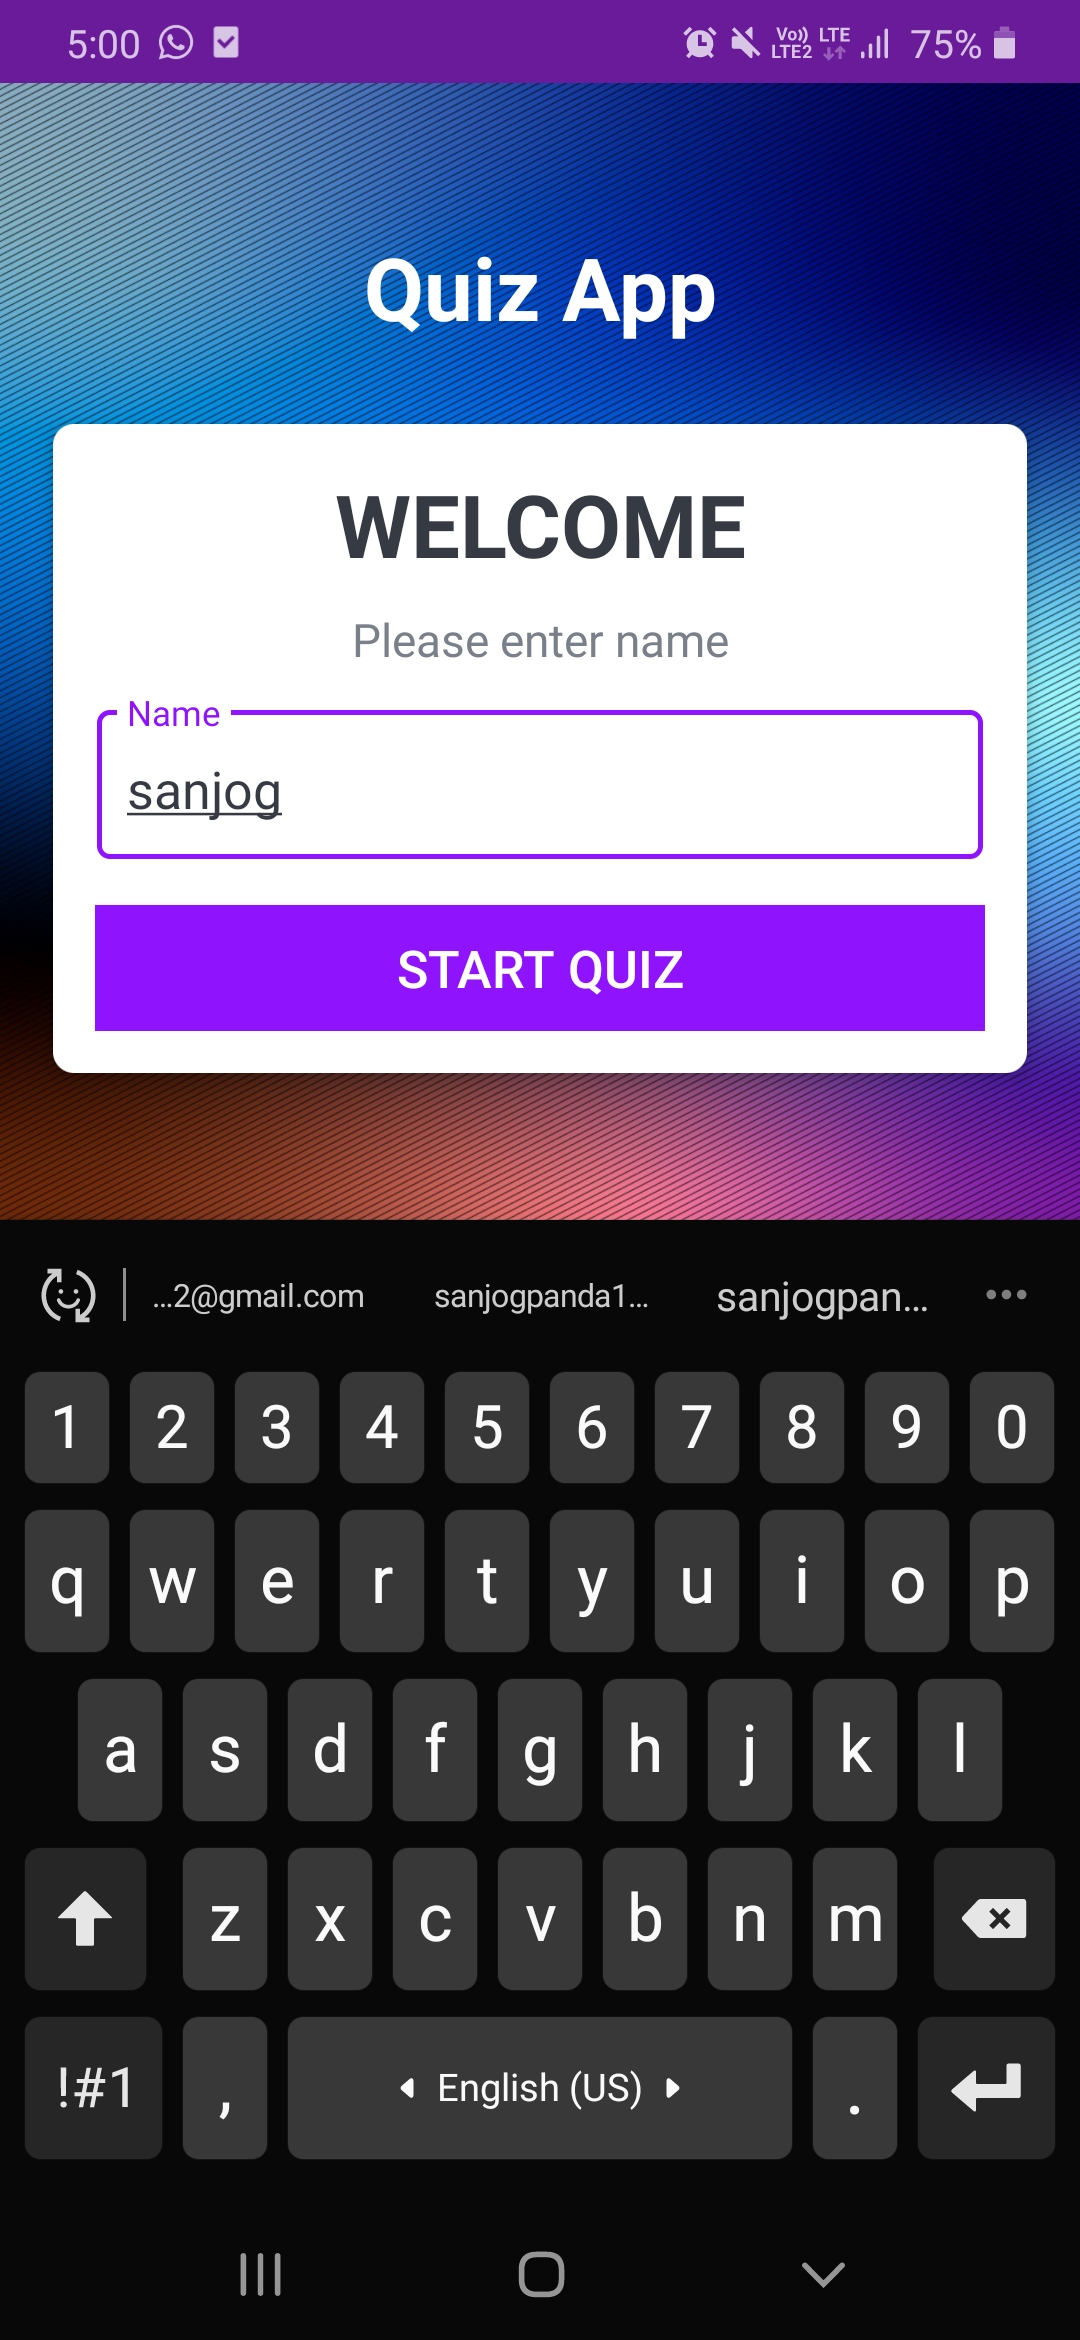 5:00 Vo)) LTE LTE2 75%
Quiz App
WELCOME
Please enter name
Name
sanjog
START QUIZ
...2@gmail.com sanjogpanda1... sanjogpan...
1 2 3 4 5 6 7 8 9 0
q w e r t y u i o p
a s d f g h j k l
z x c v b n m
!#1 , English (US) .